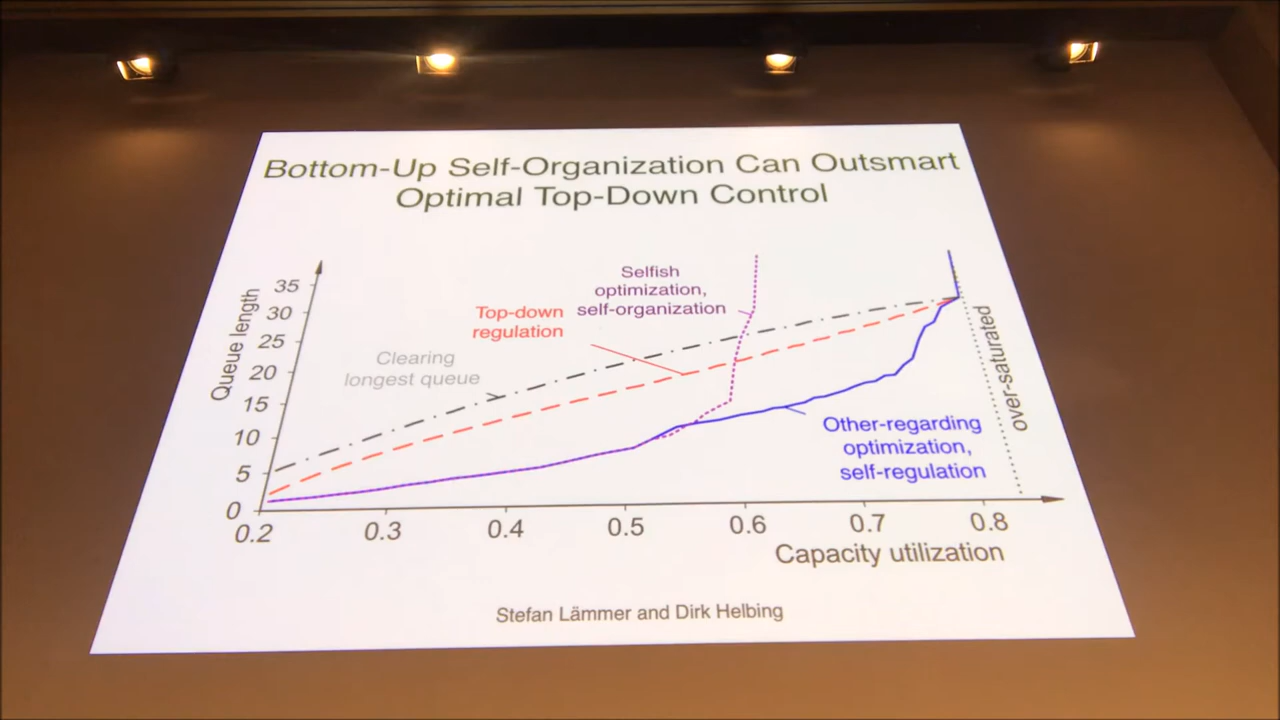 Bottom-Up Self-Organization Can Outsmart
Optimal Top-Down Control
Queue length
35
30
25
20
15
10
5
0
Clearing
longest queue
Top-down
regulation
Selfish
optimization,
self-organization
Other-regarding
optimization,
self-regulation
over-saturated
0.2
0.3
0.4
0.5
0.6
0.7
0.8
Capacity utilization
Stefan Lämmer and Dirk Helbing